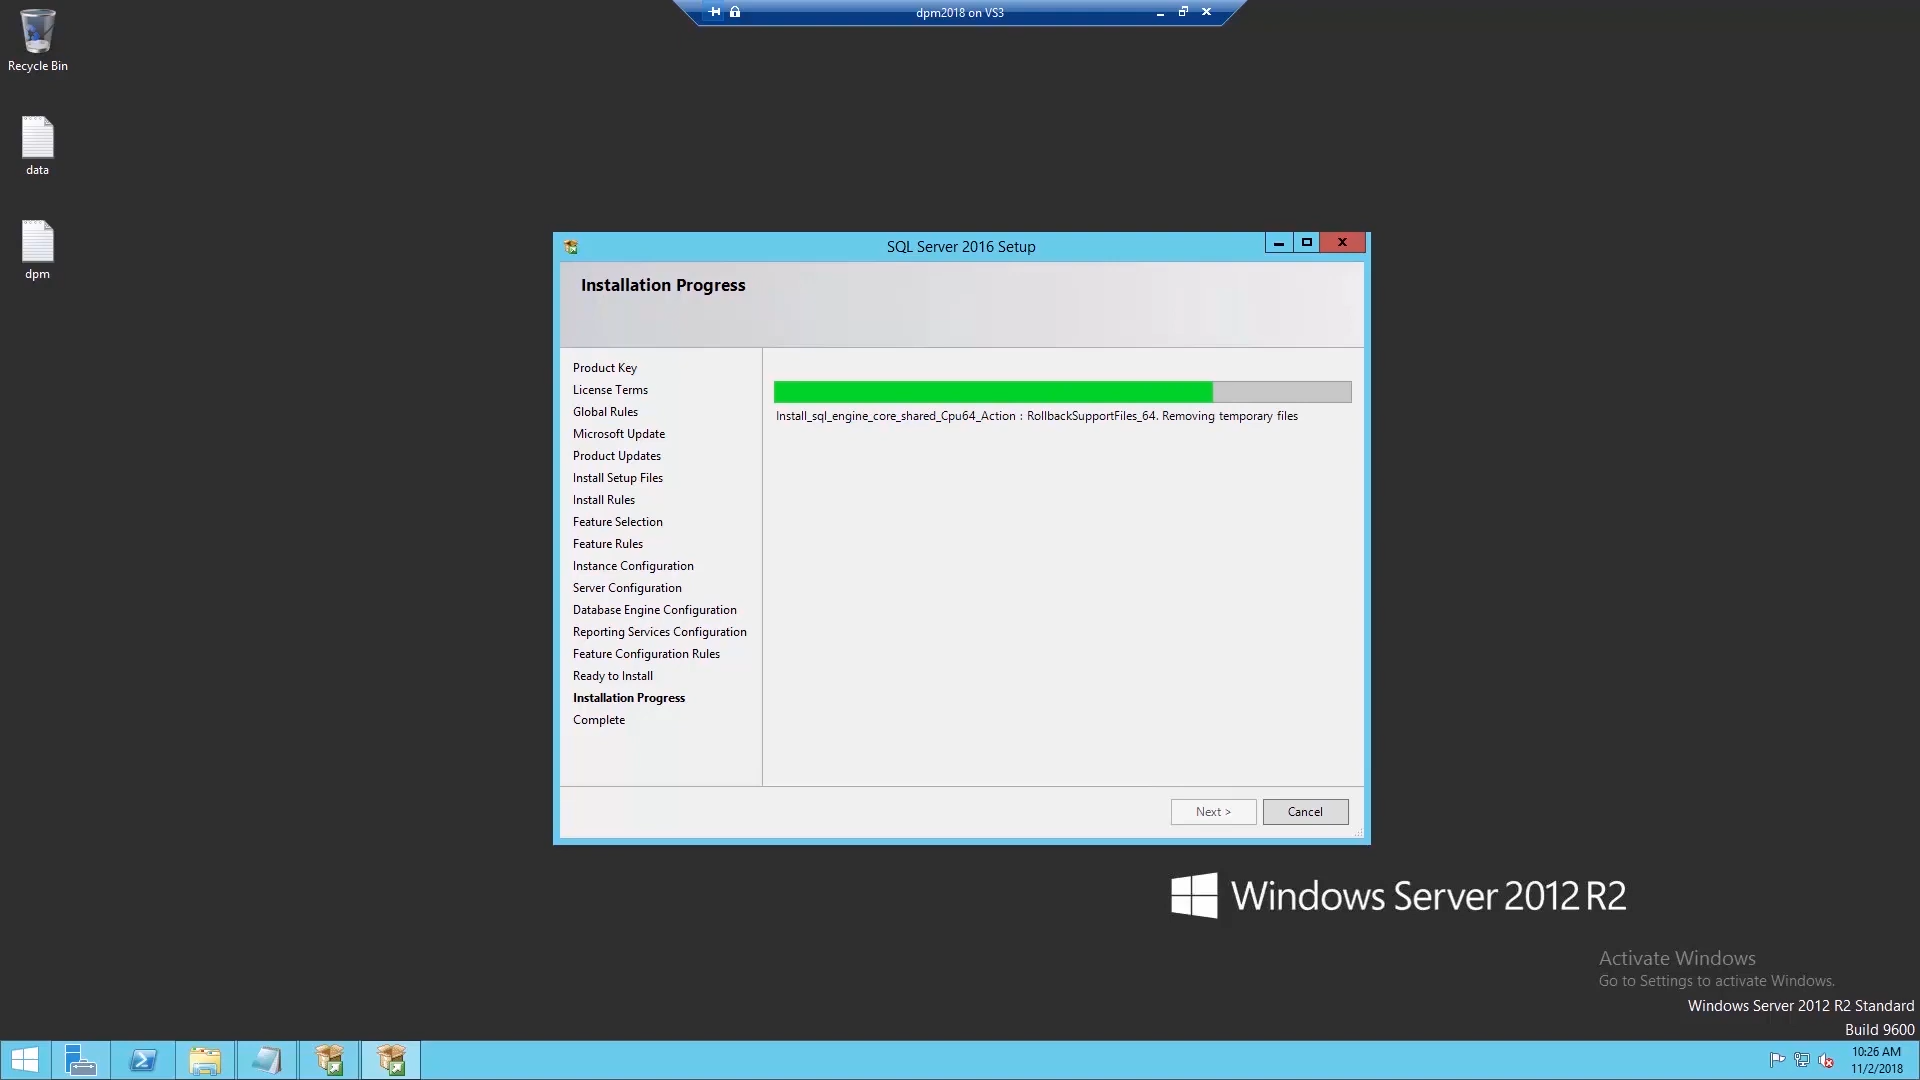 dpm2018 on VS3
Recycle Bin
data
dpm
SQL Server 2016 Setup
Installation Progress
Product Key
License Terms
Global Rules
Microsoft Update
Product Updates
Install Setup Files
Install Rules
Feature Selection
Feature Rules
Instance Configuration
Server Configuration
Database Engine Configuration
Reporting Services Configuration
Feature Configuration Rules
Ready to Install
Installation Progress
Complete
Install_sql_engine_core_shared_Cpu64_Action : RollbackSupportFiles_64. Removing temporary files
Next >
Cancel
Windows Server 2012 R2
Activate Windows
Go to Settings to activate Windows.
Windows Server 2012 R2 Standard
Build 9600
10:26 AM
11/2/2018